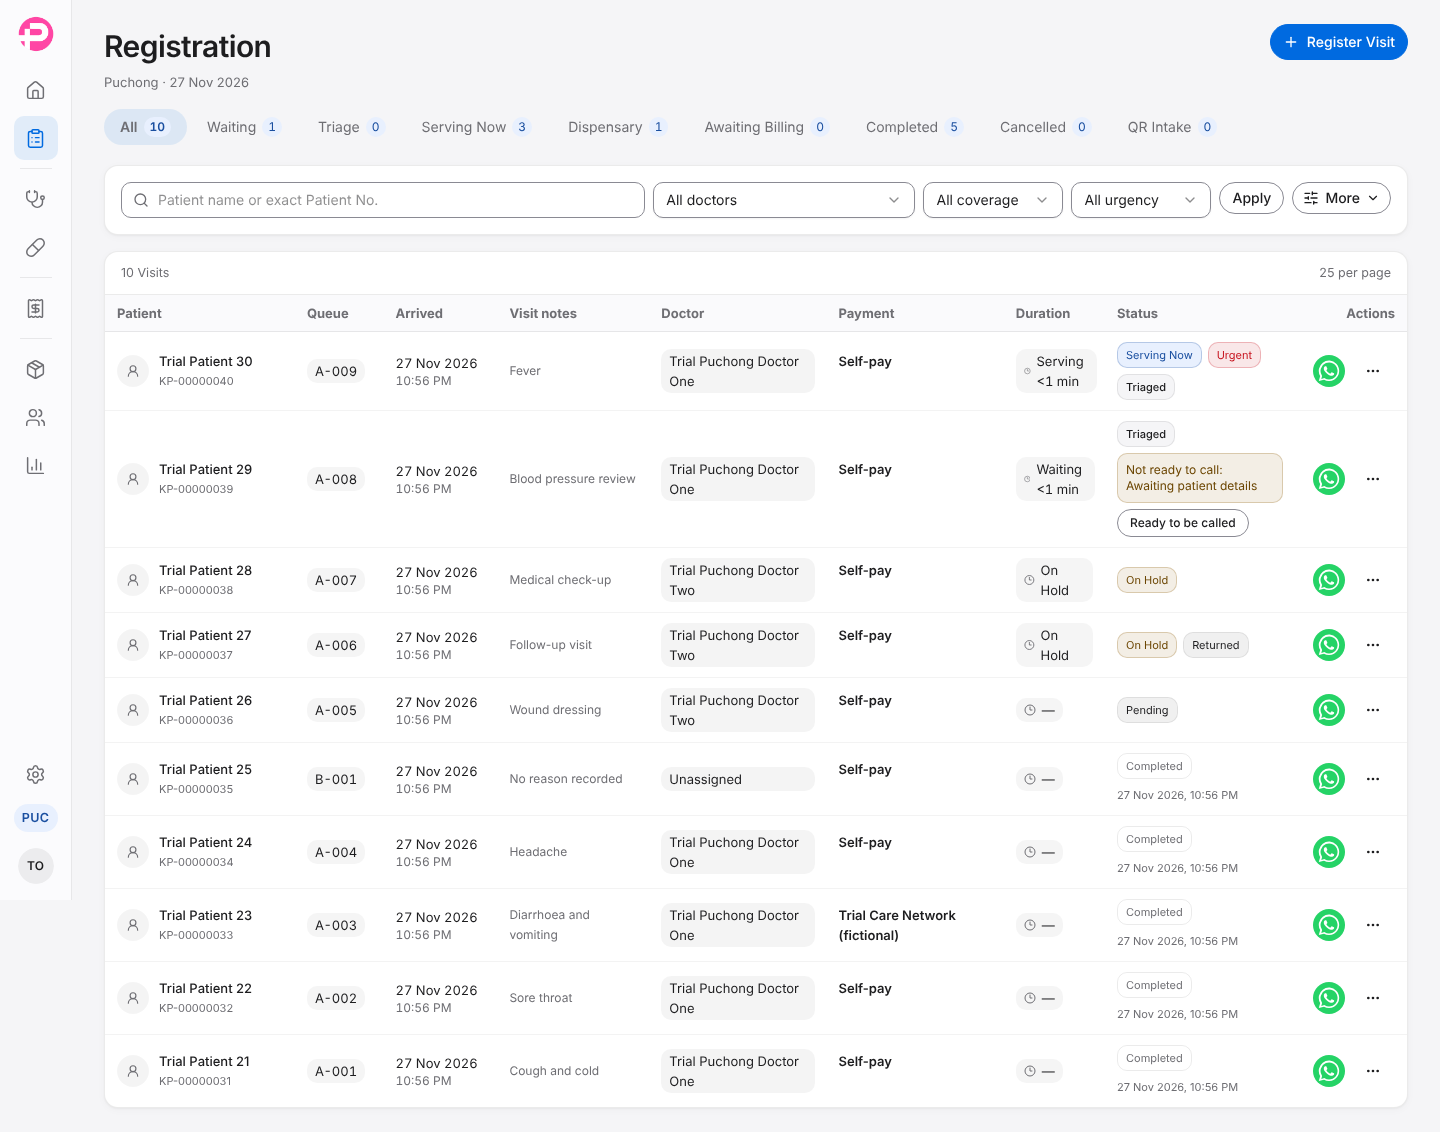 Registration
Register Visit
Puchong · 27 Nov 2026
All 10 Waiting 1 Triage 0 Serving Now 3 Dispensary 1 Awaiting Billing 0 Completed 5 Cancelled 0 QR Intake 0
Patient name or exact Patient No. All doctors All coverage All urgency Apply More
10 Visits 25 per page
Patient Queue Arrived Visit notes Doctor Payment Duration Status Actions
Trial Patient 30
KP-00000040
A-009
27 Nov 2026
10:56 PM
Fever
Trial Puchong Doctor
One
Self-pay
Serving
<1 min
Serving Now Urgent
Triaged
Trial Patient 29
KP-00000039
A-008
27 Nov 2026
10:56 PM
Blood pressure review
Trial Puchong Doctor
One
Self-pay
Waiting
<1 min
Triaged
Not ready to call:
Awaiting patient details
Ready to be called
Trial Patient 28
KP-00000038
A-007
27 Nov 2026
10:56 PM
Medical check-up
Trial Puchong Doctor
Two
Self-pay
On
Hold
On Hold
Trial Patient 27
KP-00000037
A-006
27 Nov 2026
10:56 PM
Follow-up visit
Trial Puchong Doctor
Two
Self-pay
On
Hold
On Hold Returned
Trial Patient 26
KP-00000036
A-005
27 Nov 2026
10:56 PM
Wound dressing
Trial Puchong Doctor
Two
Self-pay
—
Pending
Trial Patient 25
KP-00000035
B-001
27 Nov 2026
10:56 PM
No reason recorded
Unassigned
Self-pay
—
Completed
27 Nov 2026, 10:56 PM
Trial Patient 24
KP-00000034
A-004
27 Nov 2026
10:56 PM
Headache
Trial Puchong Doctor
One
Self-pay
—
Completed
27 Nov 2026, 10:56 PM
Trial Patient 23
KP-00000033
A-003
27 Nov 2026
10:56 PM
Diarrhoea and
vomiting
Trial Puchong Doctor
One
Trial Care Network
(fictional)
—
Completed
27 Nov 2026, 10:56 PM
Trial Patient 22
KP-00000032
A-002
27 Nov 2026
10:56 PM
Sore throat
Trial Puchong Doctor
One
Self-pay
—
Completed
27 Nov 2026, 10:56 PM
Trial Patient 21
KP-00000031
A-001
27 Nov 2026
10:56 PM
Cough and cold
Trial Puchong Doctor
One
Self-pay
—
Completed
27 Nov 2026, 10:56 PM
PUC
TO